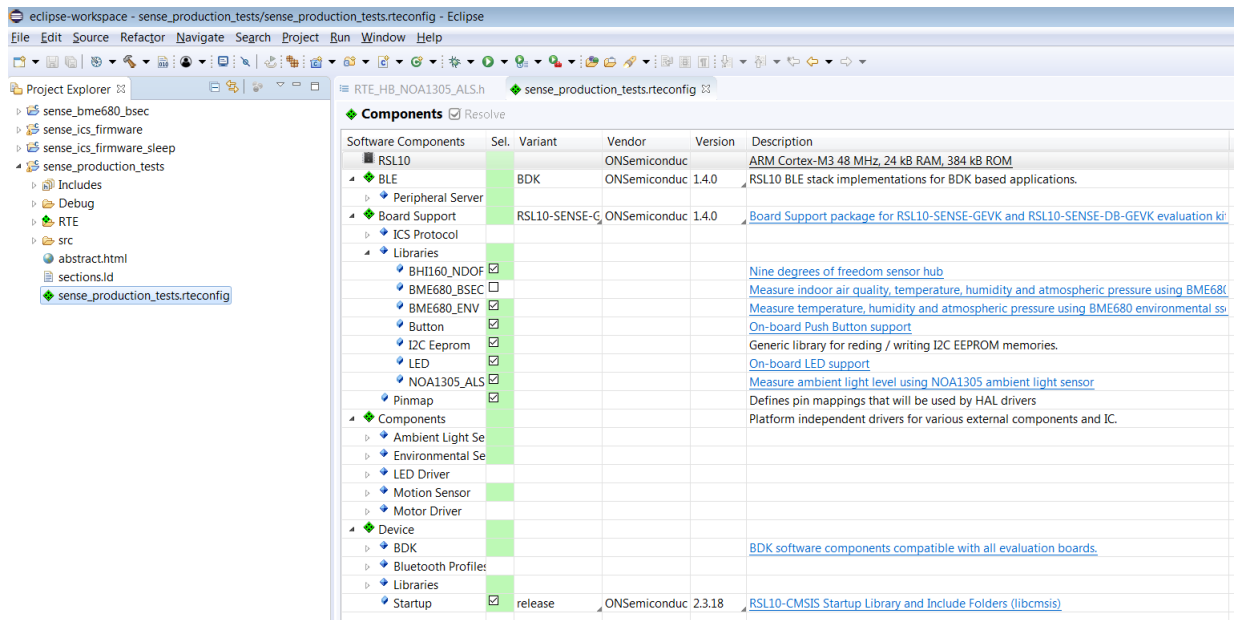 eclipse-workspace - sense_production_tests/sense_production_tests.rteconfig - Eclipse
File Edit Source Refactor Navigate Search Project Run Window Help
Project Explorer
RTE_HB_NOA1305_ALS.h sense_production_tests.rteconfig
sense_bme680_bsec
sense_ics_firmware
sense_ics_firmware_sleep
sense_production_tests
Includes
Debug
RTE
src
abstract.html
sections.ld
sense_production_tests.rteconfig
Components Resolve
Software Components Sel. Variant Vendor Version Description
RSL10 ONSemiconduc ARM Cortex-M3 48 MHz, 24 kB RAM, 384 kB ROM
BLE BDK ONSemiconduc 1.4.0 RSL10 BLE stack implementations for BDK based applications.
Peripheral Server
Board Support RSL10-SENSE-G ONSemiconduc 1.4.0 Board Support package for RSL10-SENSE-GEVK and RSL10-SENSE-DB-GEVK evaluation ki
ICS Protocol
Libraries
BHI160_NDOF Nine degrees of freedom sensor hub
BME680_BSEC Measure indoor air quality, temperature, humidity and atmospheric pressure using BME680
BME680_ENV Measure temperature, humidity and atmospheric pressure using BME680 environmental sse
Button On-board Push Button support
I2C Eeprom Generic library for reding / writing I2C EEPROM memories.
LED On-board LED support
NOA1305_ALS Measure ambient light level using NOA1305 ambient light sensor
Pinmap Defines pin mappings that will be used by HAL drivers
Components Platform independent drivers for various external components and IC.
Ambient Light Se
Environmental Se
LED Driver
Motion Sensor
Motor Driver
Device
BDK BDK software components compatible with all evaluation boards.
Bluetooth Profiles
Libraries
Startup release ONSemiconduc 2.3.18 RSL10-CMSIS Startup Library and Include Folders (libcmsis)